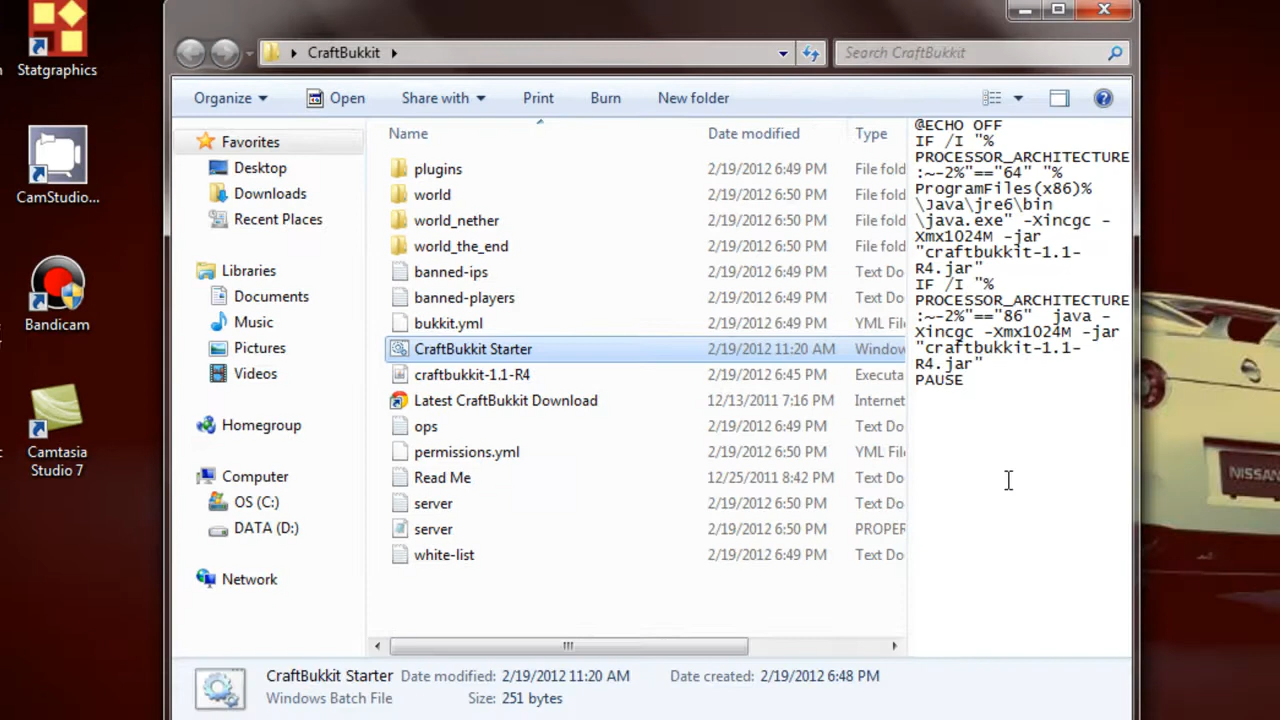 Statgraphics
CamStudio...
Bandicam
Camtasia
Studio 7
CraftBukkit
Search CraftBukkit
Organize
Open
Share with
Print
Burn
New folder
Favorites
Desktop
Downloads
Recent Places
Libraries
Documents
Music
Pictures
Videos
Homegroup
Computer
OS (C:)
DATA (D:)
Network
Name Date modified Type
plugins 2/19/2012 6:49 PM File fold
world 2/19/2012 6:50 PM File fold
world_nether 2/19/2012 6:50 PM File fold
world_the_end 2/19/2012 6:50 PM File fold
banned-ips 2/19/2012 6:49 PM Text Do
banned-players 2/19/2012 6:49 PM Text Do
bukkit.yml 2/19/2012 6:49 PM YML File
CraftBukkit Starter 2/19/2012 11:20 AM Window
craftbukkit-1.1-R4 2/19/2012 6:45 PM Executa
Latest CraftBukkit Download 12/13/2011 7:16 PM Internet
ops 2/19/2012 6:49 PM Text Do
permissions.yml 2/19/2012 6:50 PM YML File
Read Me 12/25/2011 8:42 PM Text Do
server 2/19/2012 6:50 PM Text Do
server 2/19/2012 6:50 PM PROPER
white-list 2/19/2012 6:49 PM Text Do
@ECHO OFF
IF /I "%
PROCESSOR_ARCHITECTURE
:~-2%"=="64" "%
ProgramFiles(x86)%
\Java\jre6\bin
\java.exe" -Xincgc -
Xmx1024M -jar
"craftbukkit-1.1-
R4.jar"
IF /I "%
PROCESSOR_ARCHITECTURE
:~-2%"=="86" java -
Xincgc -Xmx1024M -jar
"craftbukkit-1.1-
R4.jar"
PAUSE
NISSAN
CraftBukkit Starter Date modified: 2/19/2012 11:20 AM Date created: 2/19/2012 6:48 PM
Windows Batch File Size: 251 bytes